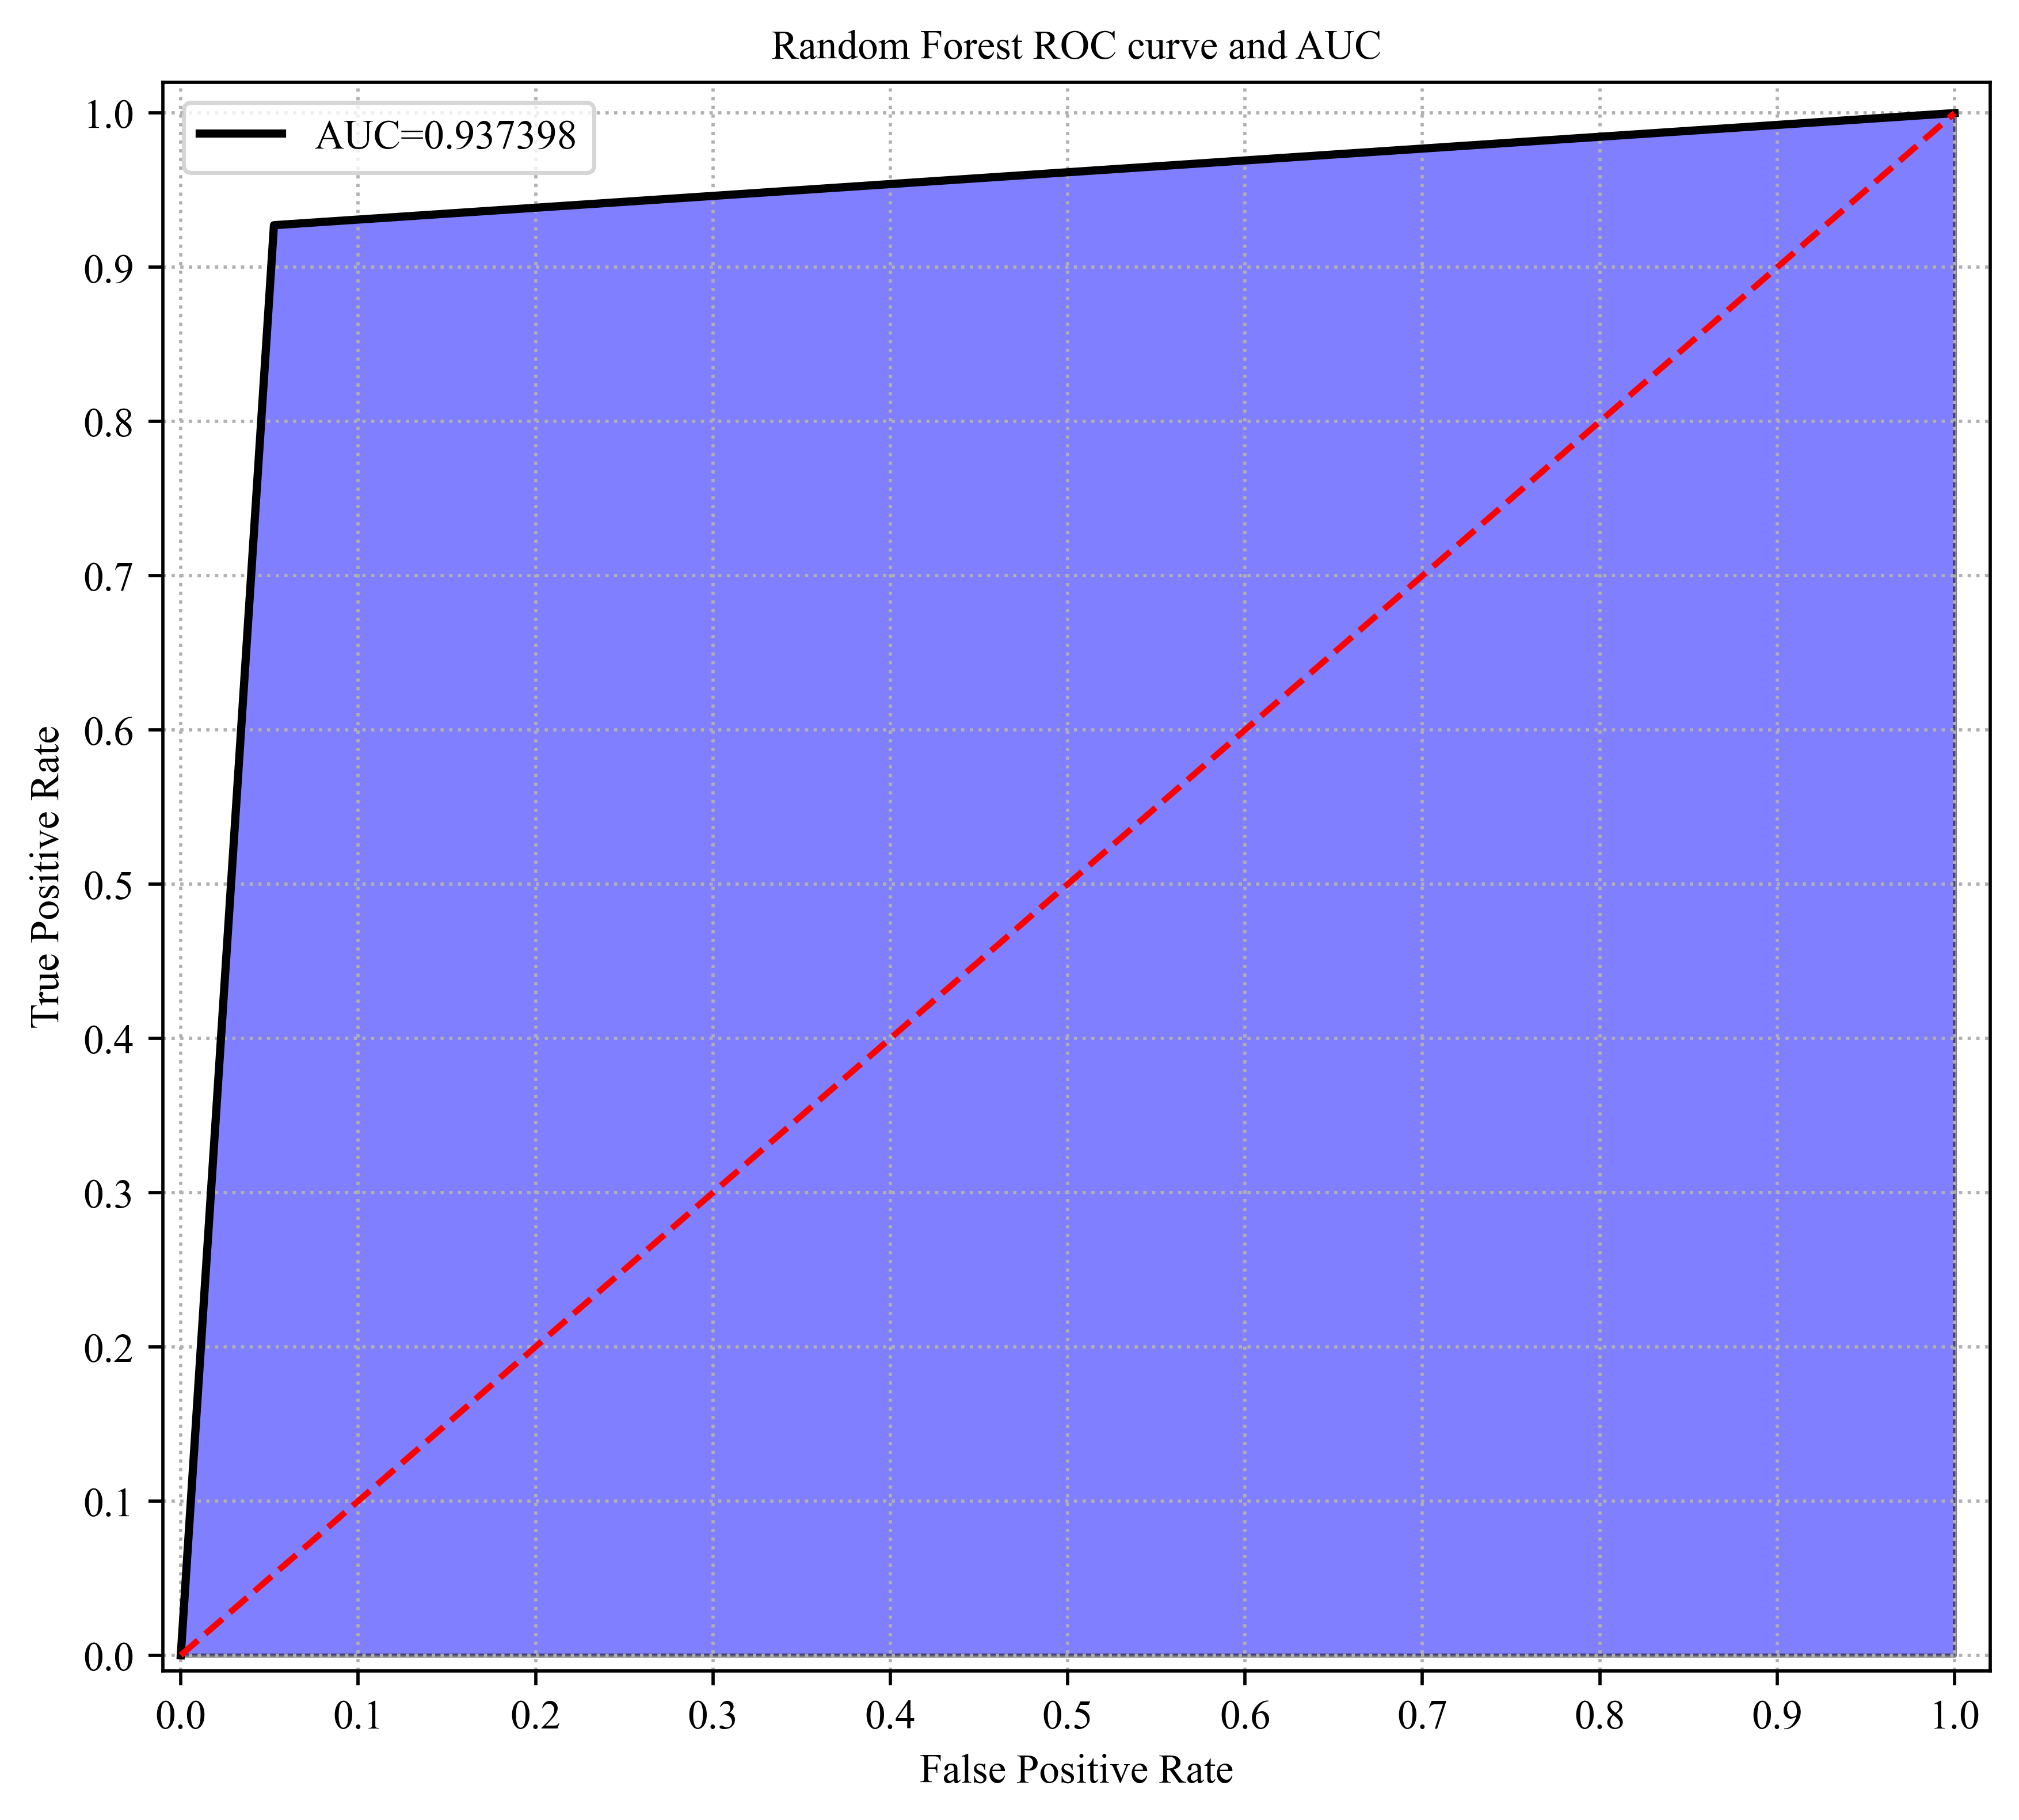 Random Forest ROC curve and AUC
AUC=0.937398
1.0
0.9
0.8
0.7
0.6
0.5
0.4
0.3
0.2
0.1
0.0
True Positive Rate
0.0 0.1 0.2 0.3 0.4 0.5 0.6 0.7 0.8 0.9 1.0
False Positive Rate